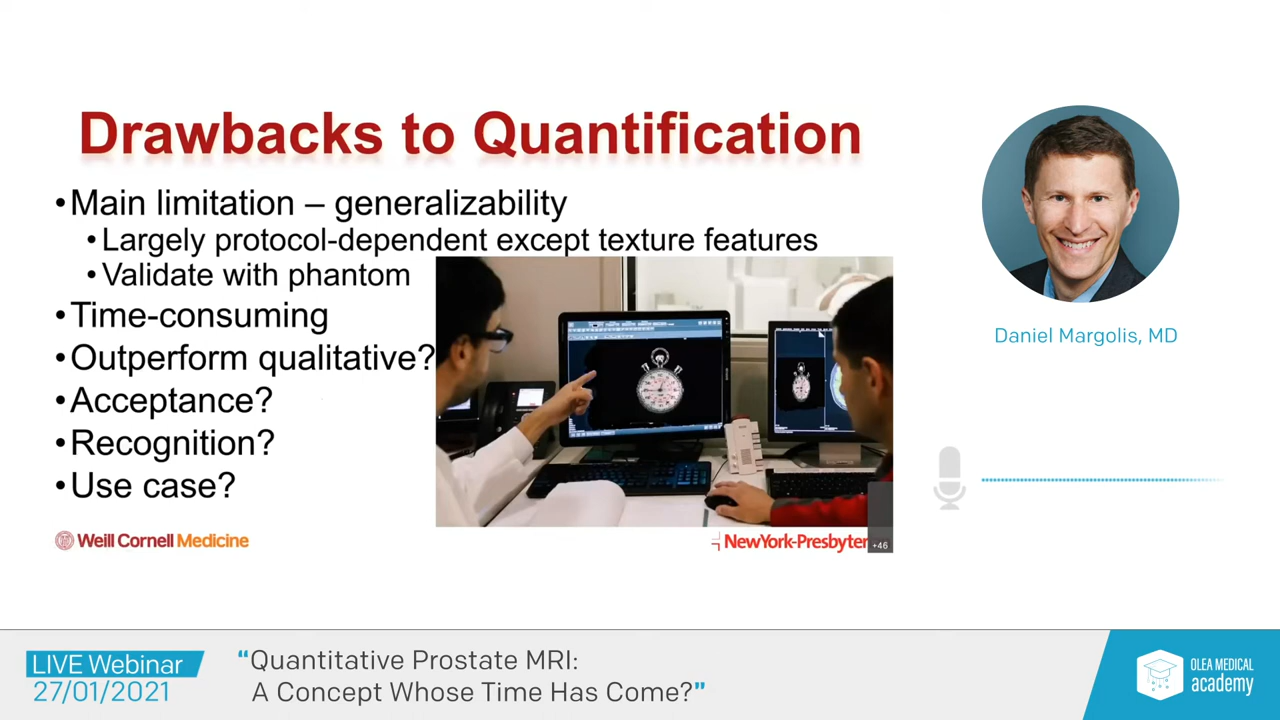 Drawbacks to Quantification
•Main limitation – generalizability
•Largely protocol-dependent except texture features
•Validate with phantom
•Time-consuming
•Outperform qualitative?
•Acceptance?
•Recognition?
•Use case?
Weill Cornell Medicine
NewYork-Presbyter
+46
Daniel Margolis, MD
LIVE Webinar
27/01/2021
“Quantitative Prostate MRI:
A Concept Whose Time Has Come?”
OLEA MEDICAL
academy